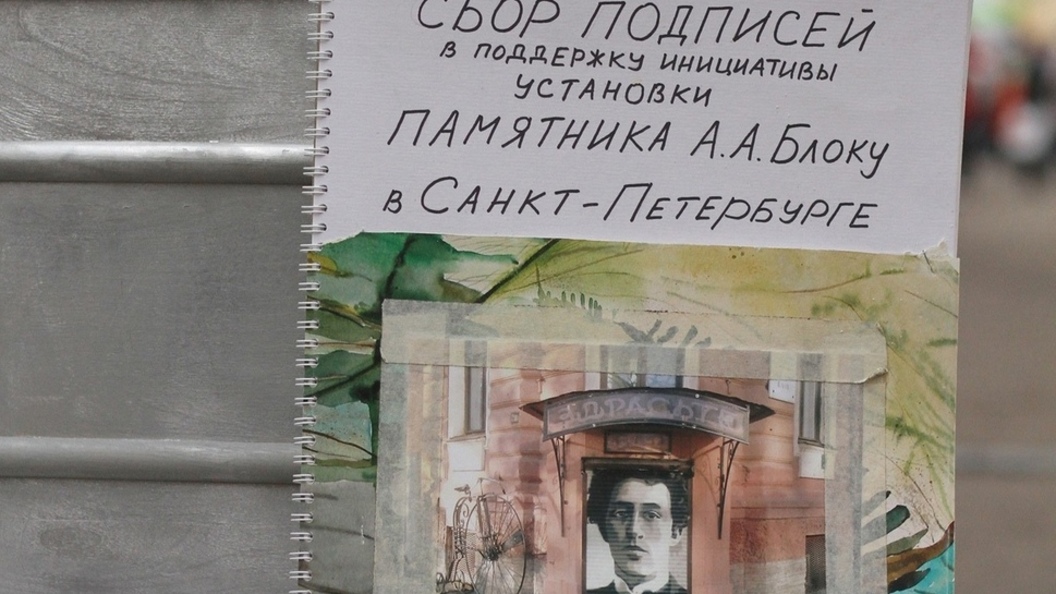 СБОР ПОДПИСЕЙ
В ПОДДЕРЖКУ ИНИЦИАТИВЫ
УСТАНОВКИ
ПАМЯТНИКА А.А.БЛОКУ
В САНКТ-ПЕТЕРБУРГЕ